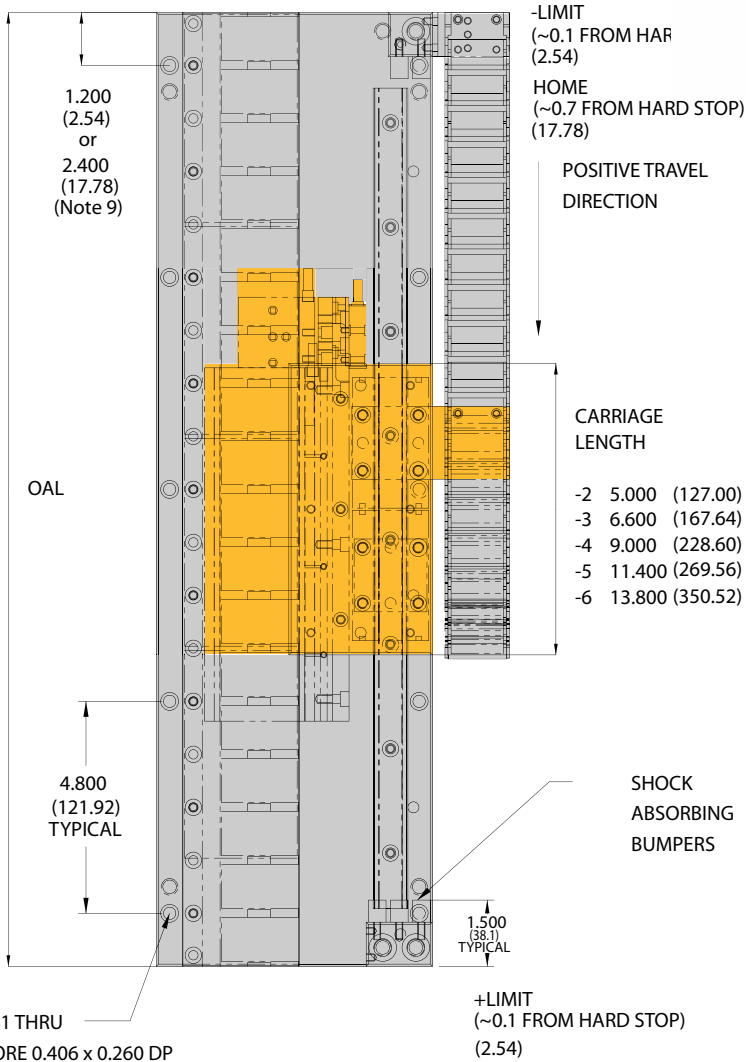 -LIMIT
(~0.1 FROM HAR
(2.54)
HOME
(~0.7 FROM HARD STOP)
(17.78)
1.200
(2.54)
or
2.400
(17.78)
(Note 9)
POSITIVE TRAVEL
DIRECTION
CARRIAGE
LENGTH
OAL
-2 5.000 (127.00)
-3 6.600 (167.64)
-4 9.000 (228.60)
-5 11.400 (269.56)
-6 13.800 (350.52)
4.800
(121.92)
TYPICAL
SHOCK
ABSORBING
BUMPERS
1.500
(38.1)
TYPICAL
+LIMIT
(~0.1 FROM HARD STOP)
(2.54)
1 THRU
ORE 0.406 x 0.260 DP